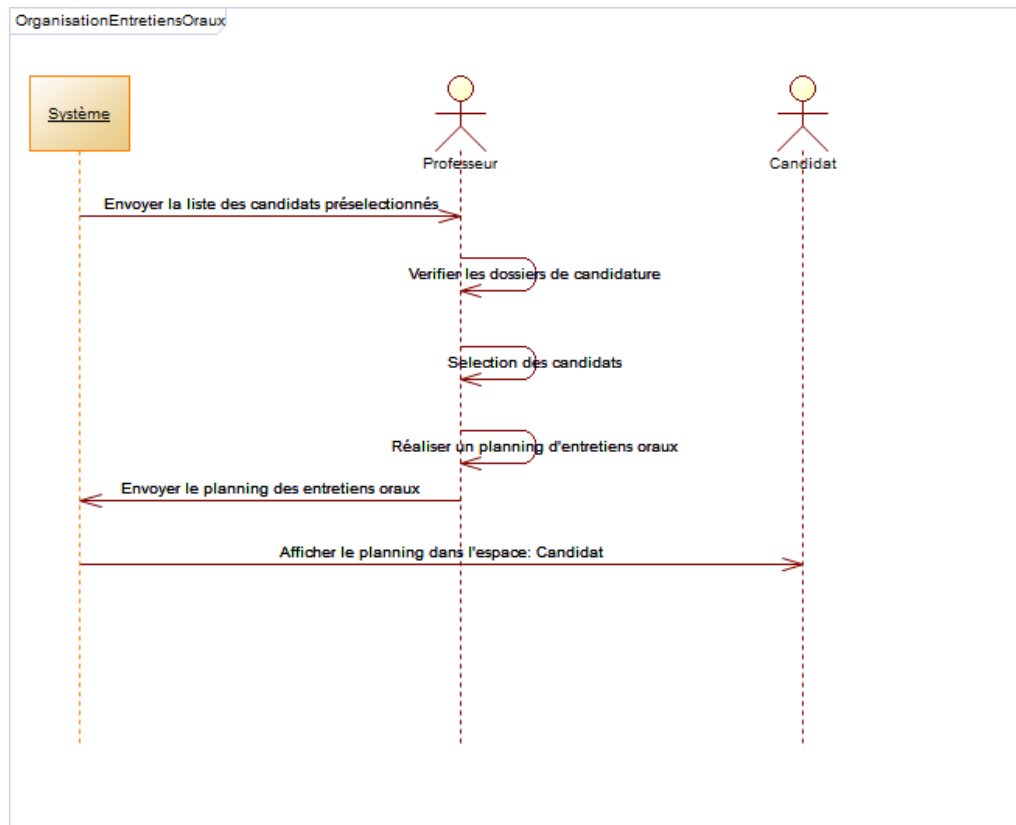 OrganisationEntretiensOraux
Système
Professeur
Candidat
Envoyer la liste des candidats préselectionnés
Verifier les dossiers de candidature
Selection des candidats
Réaliser un planning d'entretiens oraux
Envoyer le planning des entretiens oraux
Afficher le planning dans l'espace: Candidat